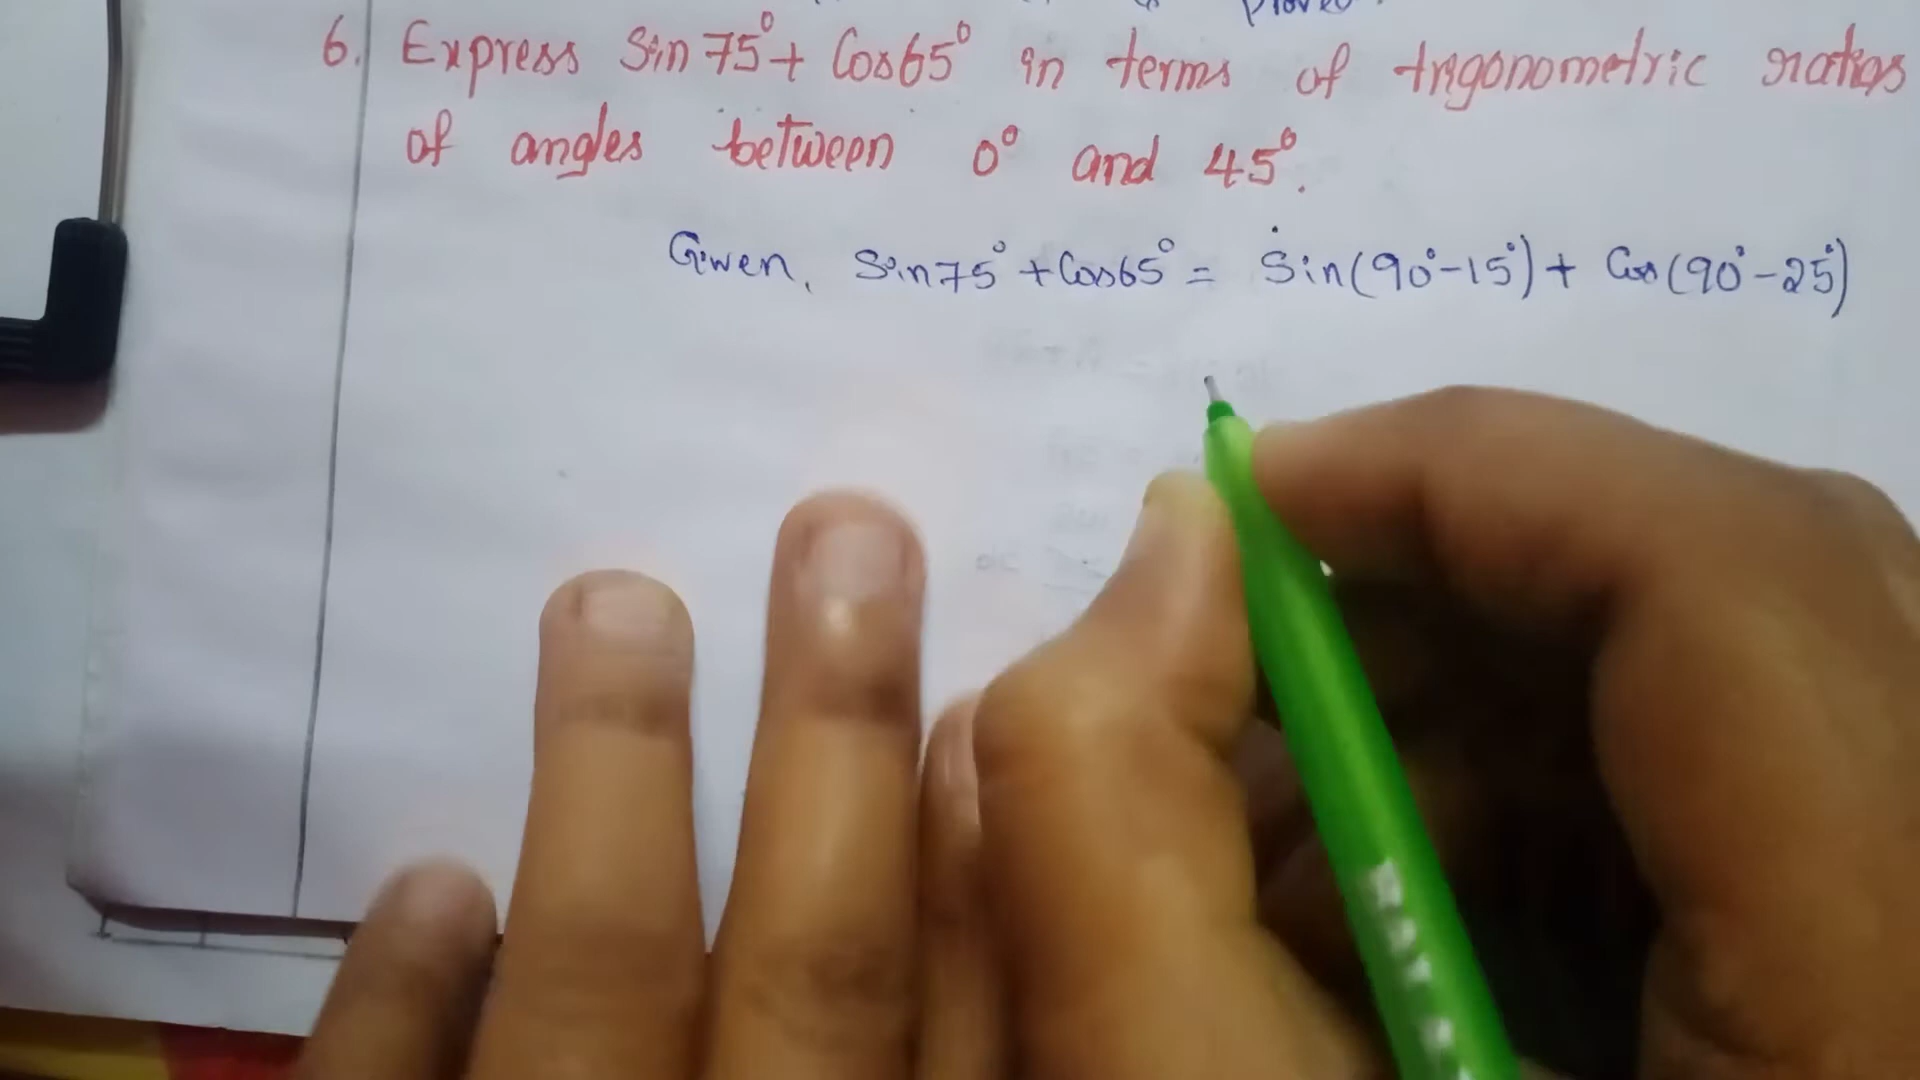 proved.
6. Express Sin 75° + Cos 65° in terms of trigonometric ratios
of angles between 0° and 45°.
Given, Sin 75° + Cos 65° = Sin (90° - 15°) + Cos (90° - 25°)